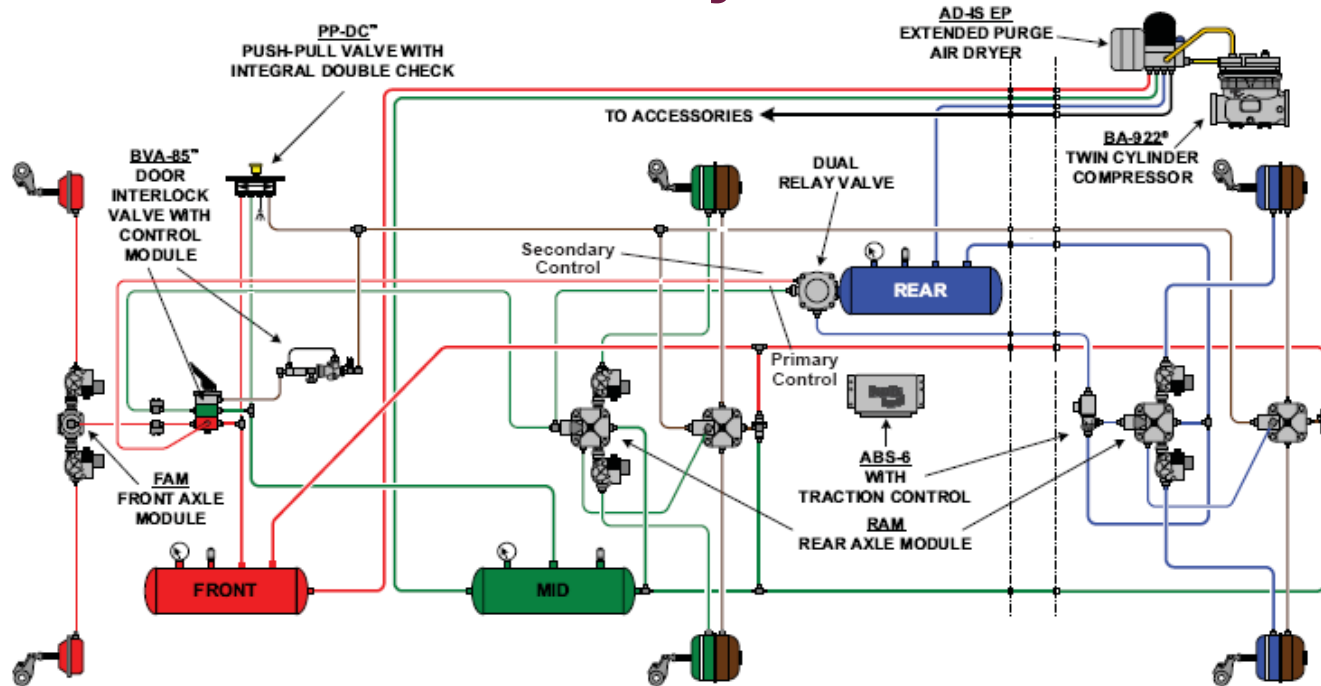 PP-DC™
PUSH-PULL VALVE WITH
INTEGRAL DOUBLE CHECK
AD-IS EP
EXTENDED PURGE
AIR DRYER
TO ACCESSORIES
BVA-85™
DOOR
INTERLOCK
VALVE WITH
CONTROL
MODULE
DUAL
RELAY VALVE
BA-922®
TWIN CYLINDER
COMPRESSOR
Secondary
Control
REAR
Primary
Control
FAM
FRONT AXLE
MODULE
ABS-6
WITH
TRACTION CONTROL
RAM
REAR AXLE MODULE
FRONT
MID